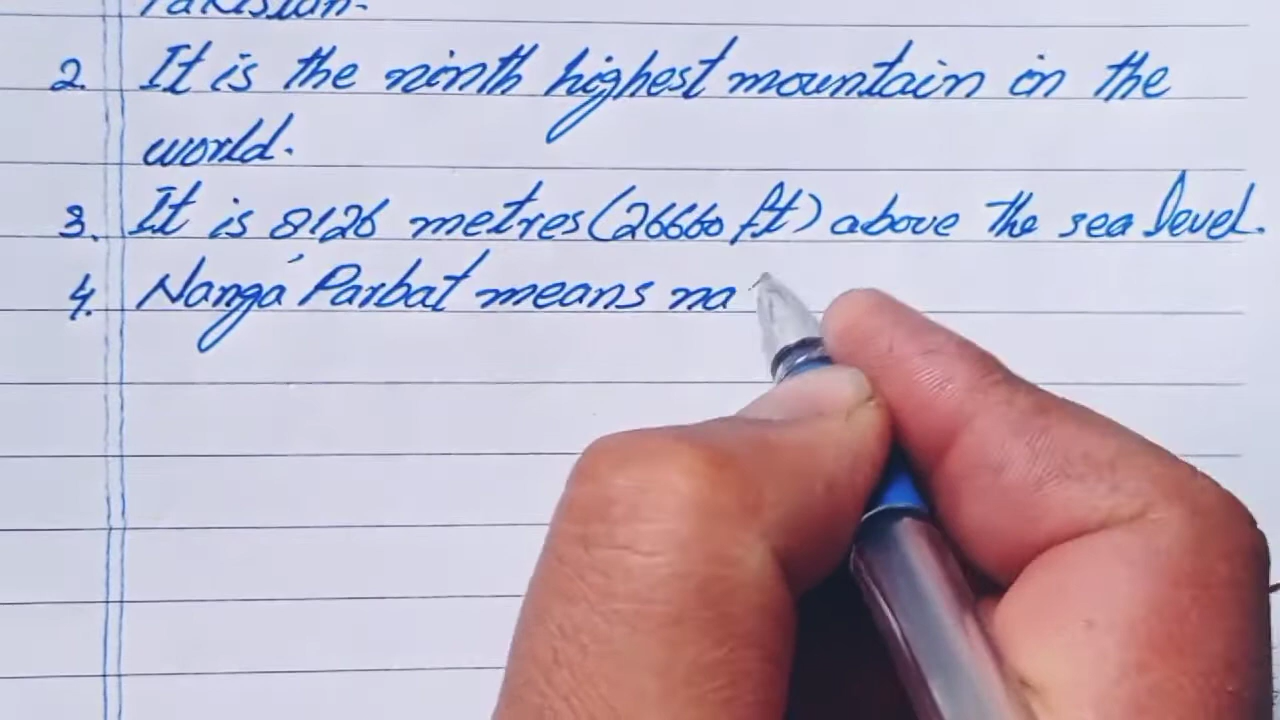 Pakistan.
2. It is the ninth highest mountain in the
world.
3. It is 8126 metres (26660 ft) above the sea level.
4. Nanga Parbat means na